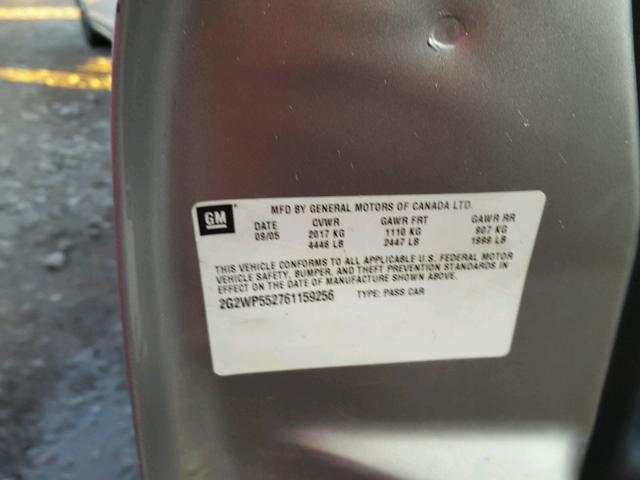 GM
MFD BY GENERAL MOTORS OF CANADA LTD.
DATE GVWR GAWR FRT GAWR RR
09/05 2017 KG 1110 KG 907 KG
4446 LB 2447 LB 1999 LB
THIS VEHICLE CONFORMS TO ALL APPLICABLE U.S. FEDERAL MOTOR
VEHICLE SAFETY, BUMPER, AND THEFT PREVENTION STANDARDS IN
EFFECT ON THE DATE OF MANUFACTURE SHOWN ABOVE.
2G2WP552761159256 TYPE: PASS CAR